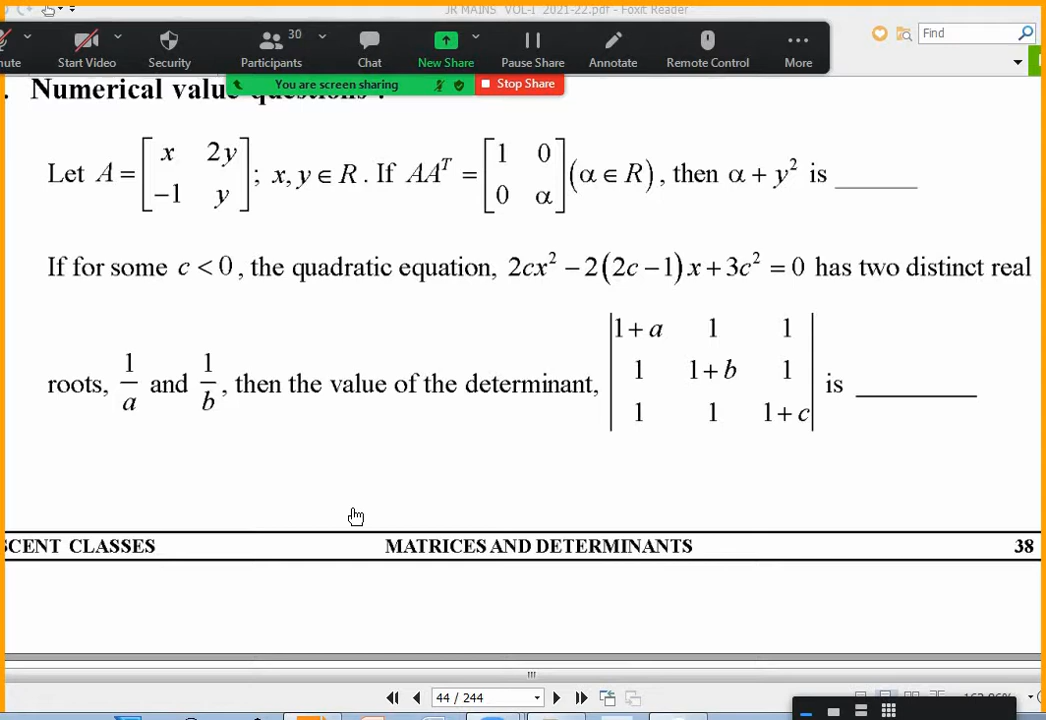 JR MAINS VOL-I 2021-22.pdf - Foxit Reader
30
Find
Start Video Security Participants Chat New Share Pause Share Annotate Remote Control More
You are screen sharing Stop Share
Numerical value questions :
Let A = [x 2y; -1 y]; x, y ∈ R. If AA^T = [1 0; 0 α] (α ∈ R), then α + y² is ______
If for some c < 0, the quadratic equation, 2cx² − 2(2c − 1)x + 3c² = 0 has two distinct real
roots, 1/a and 1/b, then the value of the determinant, |1+a 1 1; 1 1+b 1; 1 1 1+c| is ______
SCENT CLASSES MATRICES AND DETERMINANTS 38
44 / 244